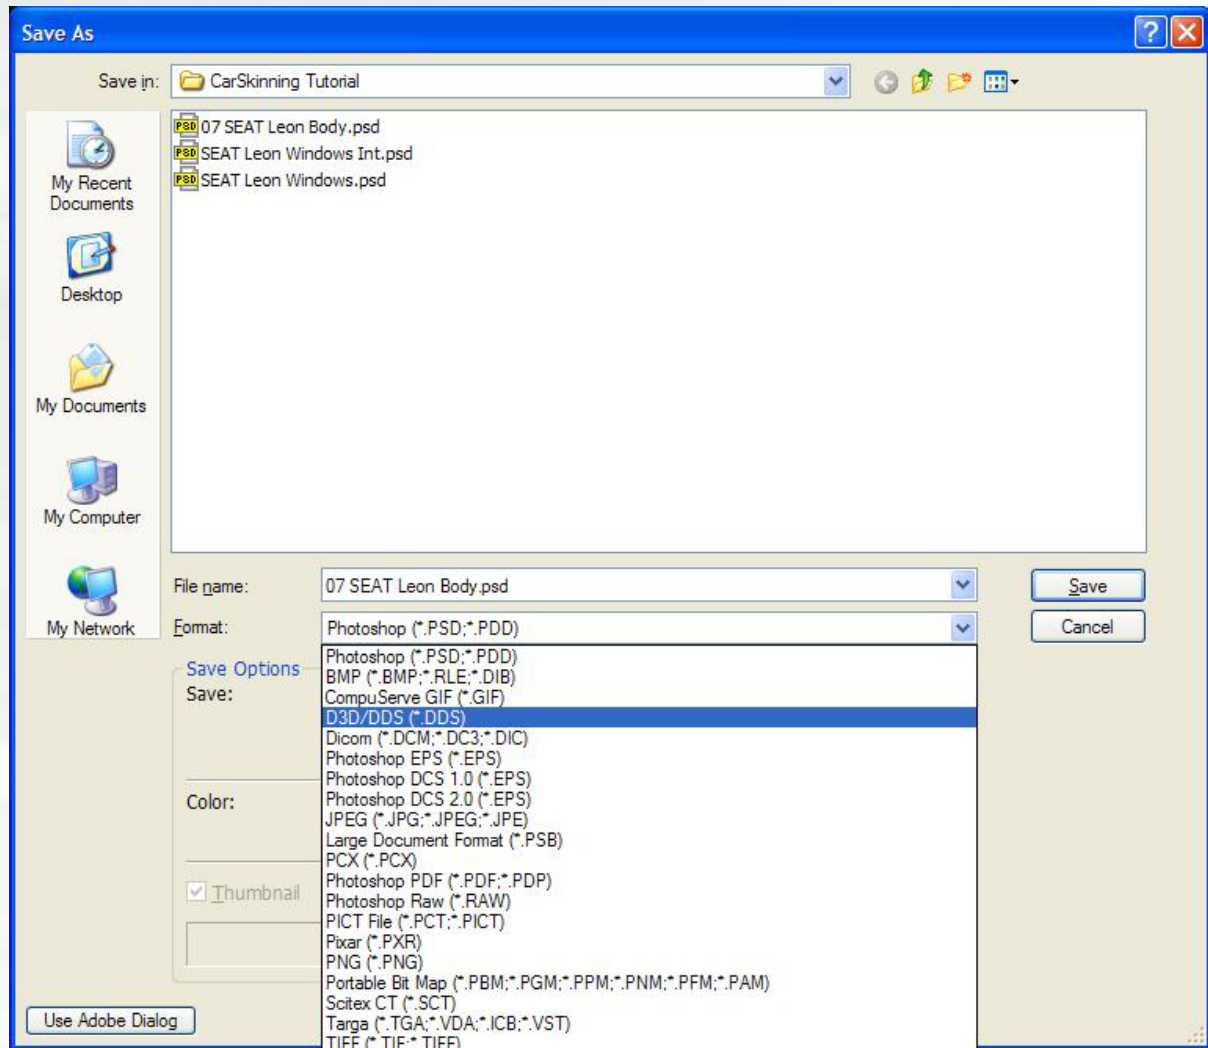 Save As
Save in:
CarSkinning Tutorial
My Recent
Documents
Desktop
My Documents
My Computer
My Network
PSD 07 SEAT Leon Body.psd
PSD SEAT Leon Windows Int.psd
PSD SEAT Leon Windows.psd
File name:
07 SEAT Leon Body.psd
Save
Format:
Photoshop (*.PSD;*.PDD)
Cancel
Save Options
Save:
Color:
Thumbnail
Photoshop (*.PSD;*.PDD)
BMP (*.BMP;*.RLE;*.DIB)
CompuServe GIF (*.GIF)
D3D/DDS (*.DDS)
Dicom (*.DCM;*.DC3;*.DIC)
Photoshop EPS (*.EPS)
Photoshop DCS 1.0 (*.EPS)
Photoshop DCS 2.0 (*.EPS)
JPEG (*.JPG;*.JPEG;*.JPE)
Large Document Format (*.PSB)
PCX (*.PCX)
Photoshop PDF (*.PDF;*.PDP)
Photoshop Raw (*.RAW)
PICT File (*.PCT;*.PICT)
Pixar (*.PXR)
PNG (*.PNG)
Portable Bit Map (*.PBM;*.PGM;*.PPM;*.PNM;*.PFM;*.PAM)
Scitex CT (*.SCT)
Targa (*.TGA;*.VDA;*.ICB;*.VST)
TIFF (*.TIF;*.TIFF)
Use Adobe Dialog